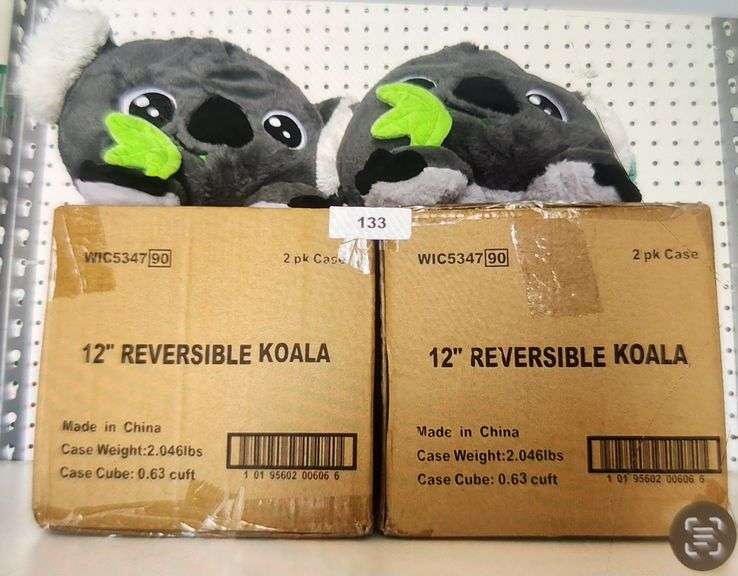 133
WIC5347 90 2 pk Case
12" REVERSIBLE KOALA
Made in China
Case Weight:2.046lbs
Case Cube: 0.63 cuft
1 01 95602 00606 6
WIC5347 90 2 pk Case
12" REVERSIBLE KOALA
Made in China
Case Weight:2.046lbs
Case Cube: 0.63 cuft
1 01 95602 00606 6